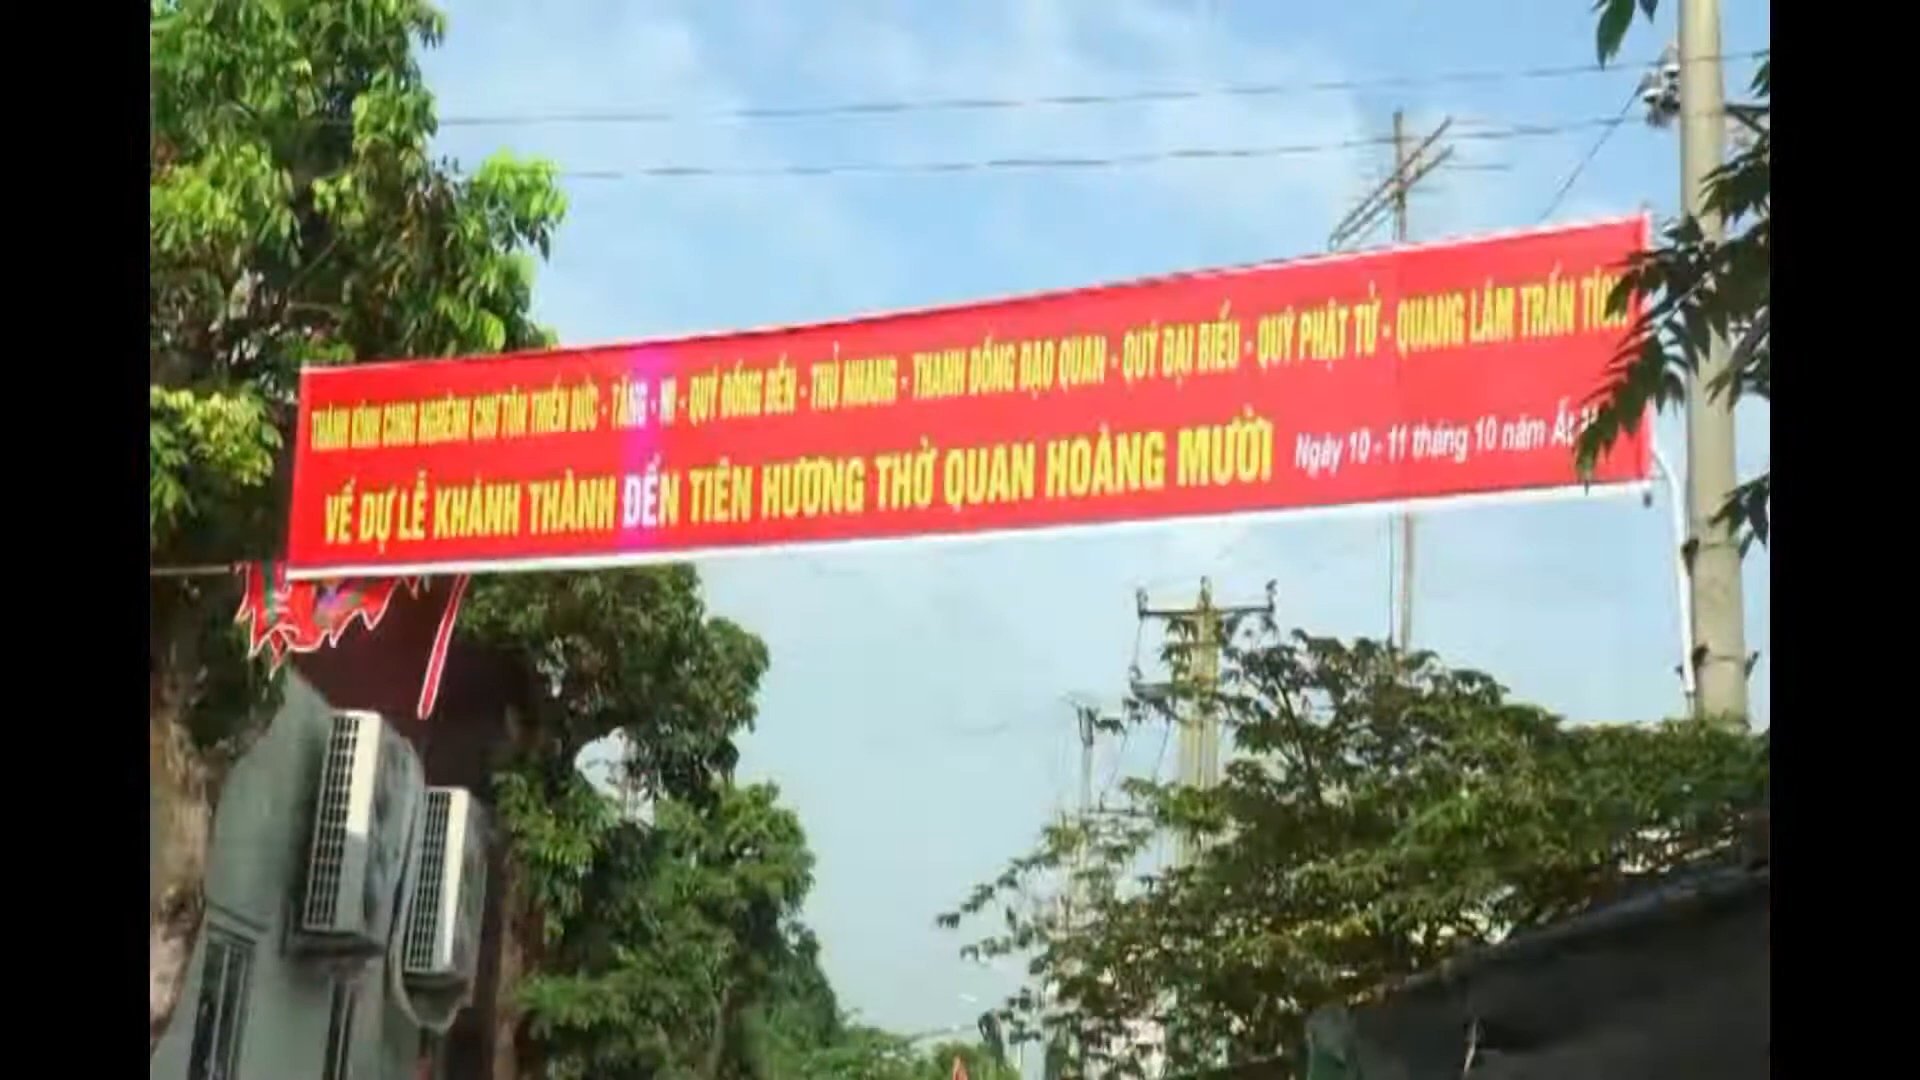 THÀNH KÍNH CUNG NGHÊNH CHƯ TÔN THIỀN ĐỨC - TĂNG - NI - QUÝ ĐỒNG ĐỀN - THỦ NHANG - THANH ĐỒNG ĐẠO QUAN - QUÝ ĐẠI BIỂU - QUÝ PHẬT TỬ - QUANG LÂM TRẤN TÍCH
VỀ DỰ LỄ KHÁNH THÀNH ĐỀN TIÊN HƯƠNG THỜ QUAN HOÀNG MƯỜI Ngày 10 - 11 tháng 10 năm Ất